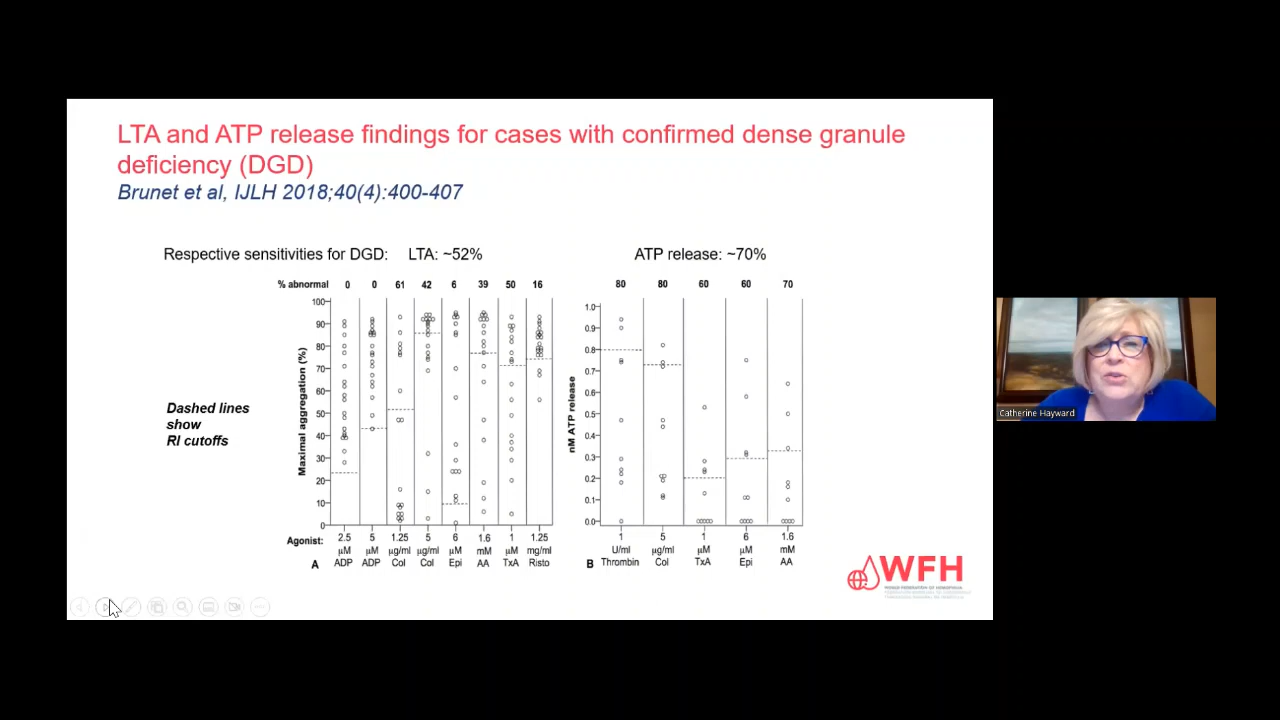 LTA and ATP release findings for cases with confirmed dense granule
deficiency (DGD)
Brunet et al, IJLH 2018;40(4):400-407
Respective sensitivities for DGD: LTA: ~52%
ATP release: ~70%
% abnormal 0 0 61 42 6 39 50 16
100
90
80
70
60
50
40
30
20
10
0
Maximal aggregation (%)
Dashed lines
show
RI cutoffs
Agonist: 2.5 5 1.25 5 6 1.6 1 1.25
µM µM µg/ml µg/ml µM mM µM mg/ml
A ADP ADP Col Col Epi AA TxA Risto
80 80 60 60 70
1.0
0.9
0.8
0.7
0.6
0.5
0.4
0.3
0.2
0.1
0.0
nM ATP release
1 5 1 6 1.6
U/ml µg/ml µM µM mM
B Thrombin Col TxA Epi AA
WFH
Catherine Hayward